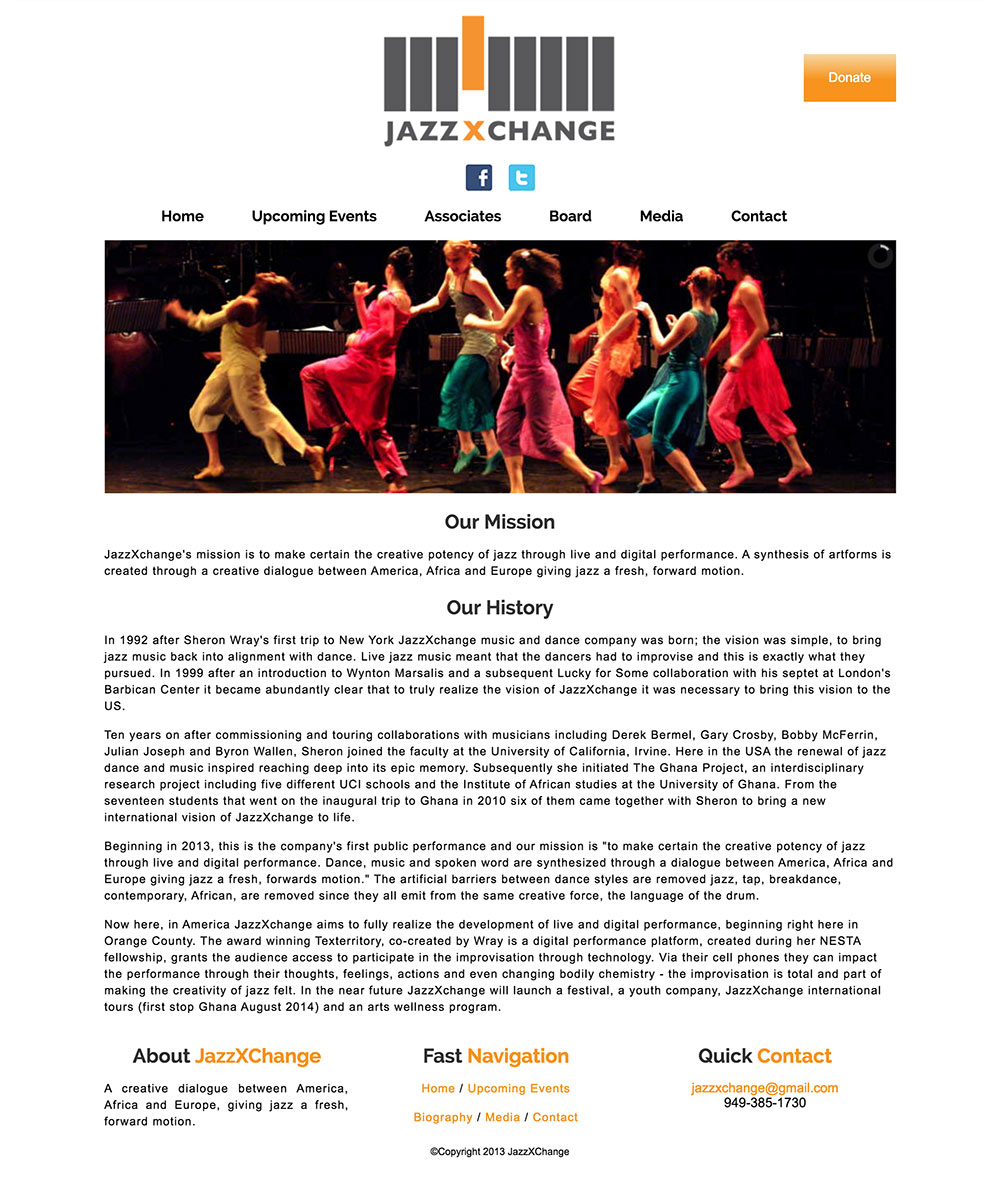 JAZZXCHANGE
Donate
Home Upcoming Events Associates Board Media Contact
Our Mission
JazzXchange's mission is to make certain the creative potency of jazz through live and digital performance. A synthesis of artforms is
created through a creative dialogue between America, Africa and Europe giving jazz a fresh, forward motion.
Our History
In 1992 after Sheron Wray's first trip to New York JazzXchange music and dance company was born; the vision was simple, to bring
jazz music back into alignment with dance. Live jazz music meant that the dancers had to improvise and this is exactly what they
pursued. In 1999 after an introduction to Wynton Marsalis and a subsequent Lucky for Some collaboration with his septet at London's
Barbican Center it became abundantly clear that to truly realize the vision of JazzXchange it was necessary to bring this vision to the
US.
Ten years on after commissioning and touring collaborations with musicians including Derek Bermel, Gary Crosby, Bobby McFerrin,
Julian Joseph and Byron Wallen, Sheron joined the faculty at the University of California, Irvine. Here in the USA the renewal of jazz
dance and music inspired reaching deep into its epic memory. Subsequently she initiated The Ghana Project, an interdisciplinary
research project including five different UCI schools and the Institute of African studies at the University of Ghana. From the
seventeen students that went on the inaugural trip to Ghana in 2010 six of them came together with Sheron to bring a new
international vision of JazzXchange to life.
Beginning in 2013, this is the company's first public performance and our mission is "to make certain the creative potency of jazz
through live and digital performance. Dance, music and spoken word are synthesized through a dialogue between America, Africa and
Europe giving jazz a fresh, forwards motion." The artificial barriers between dance styles are removed jazz, tap, breakdance,
contemporary, African, are removed since they all emit from the same creative force, the language of the drum.
Now here, in America JazzXchange aims to fully realize the development of live and digital performance, beginning right here in
Orange County. The award winning Texterritory, co-created by Wray is a digital performance platform, created during her NESTA
fellowship, grants the audience access to participate in the improvisation through technology. Via their cell phones they can impact
the performance through their thoughts, feelings, actions and even changing bodily chemistry - the improvisation is total and part of
making the creativity of jazz felt. In the near future JazzXchange will launch a festival, a youth company, JazzXchange international
tours (first stop Ghana August 2014) and an arts wellness program.
About JazzXChange
A creative dialogue between America,
Africa and Europe, giving jazz a fresh,
forward motion.
Fast Navigation
Home / Upcoming Events
Biography / Media / Contact
Quick Contact
jazzxchange@gmail.com
949-385-1730
©Copyright 2013 JazzXChange